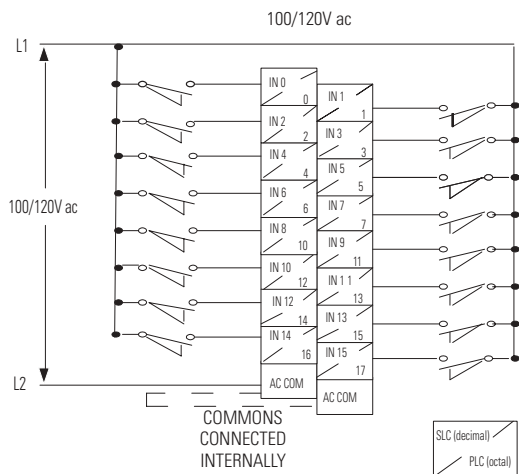 100/120V ac
L1
IN 0
0
IN 1
1
IN 2
2
IN 3
3
IN 4
4
IN 5
5
IN 6
6
IN 7
7
100/120V ac
IN 8
10
IN 9
11
IN 10
12
IN 1 1
13
IN 12
14
IN 13
15
IN 14
16
IN 15
17
L2
AC COM
AC COM
COMMONS
CONNECTED
INTERNALLY
SLC (decimal)
PLC (octal)